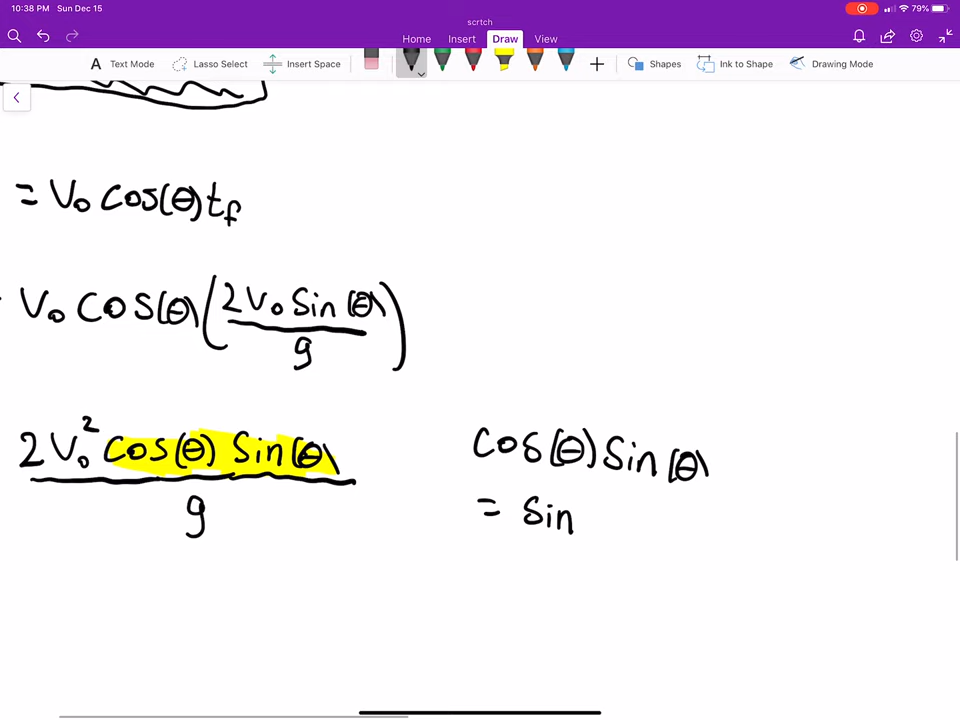 10:38 PM Sun Dec 15
79%
scrtch
Home Insert Draw View
Text Mode Lasso Select Insert Space Shapes Ink to Shape Drawing Mode
= V₀ Cos(θ) t_f
V₀ Cos(θ) (2V₀ Sin(θ)
g)
2V₀² Cos(θ) Sin(θ)
g
Cos(θ) Sin(θ)
= Sin